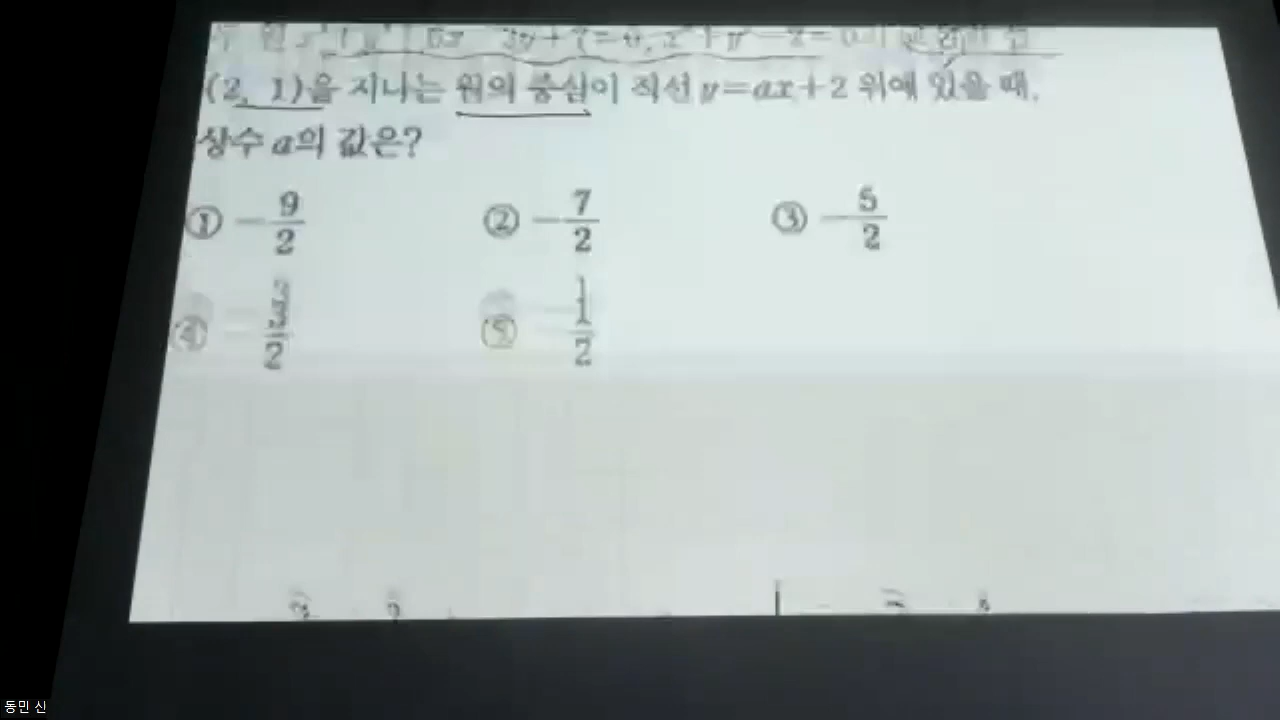 (2, 1)을 지나는 원의 중심이 직선 y=ax+2 위에 있을 때,
상수 a의 값은?
① -9/2 ② -7/2 ③ -5/2
④ -3/2 ⑤ -1/2
동민 신